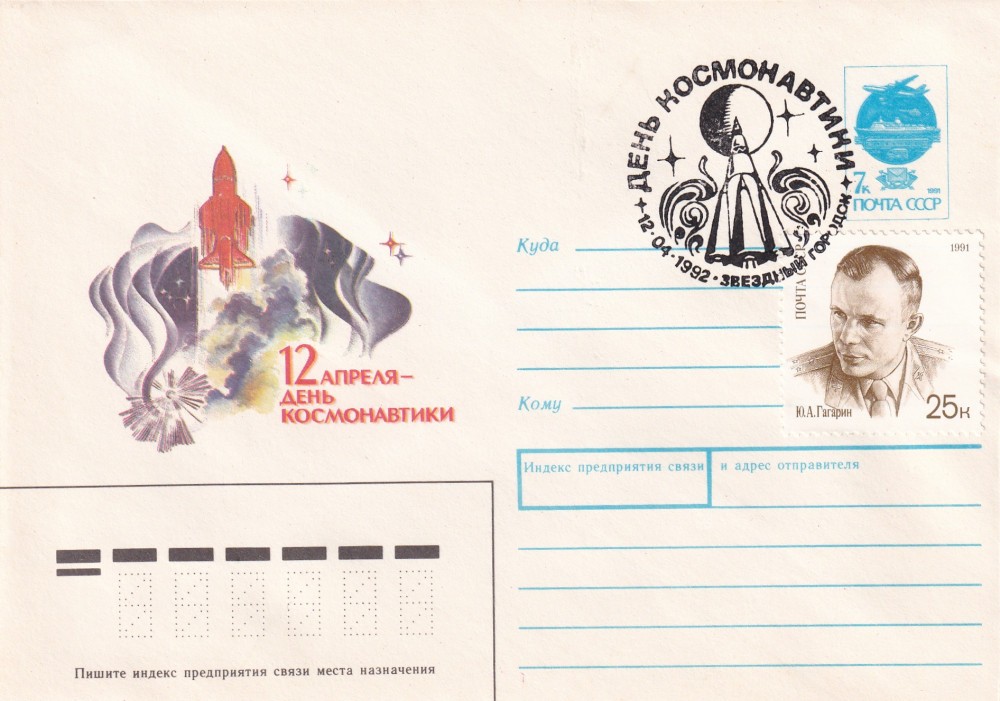 ДЕНЬ КОСМОНАВТИКИ
12·04·1992·ЗВЕЗДНЫЙ ГОРОДОК
7к
1991
ПОЧТА СССР
12 АПРЕЛЯ—
ДЕНЬ
КОСМОНАВТИКИ
Куда
1991
ПОЧТА СССР
Ю.А.Гагарин
25к
Кому
Индекс предприятия связи и адрес отправителя
Пишите индекс предприятия связи места назначения